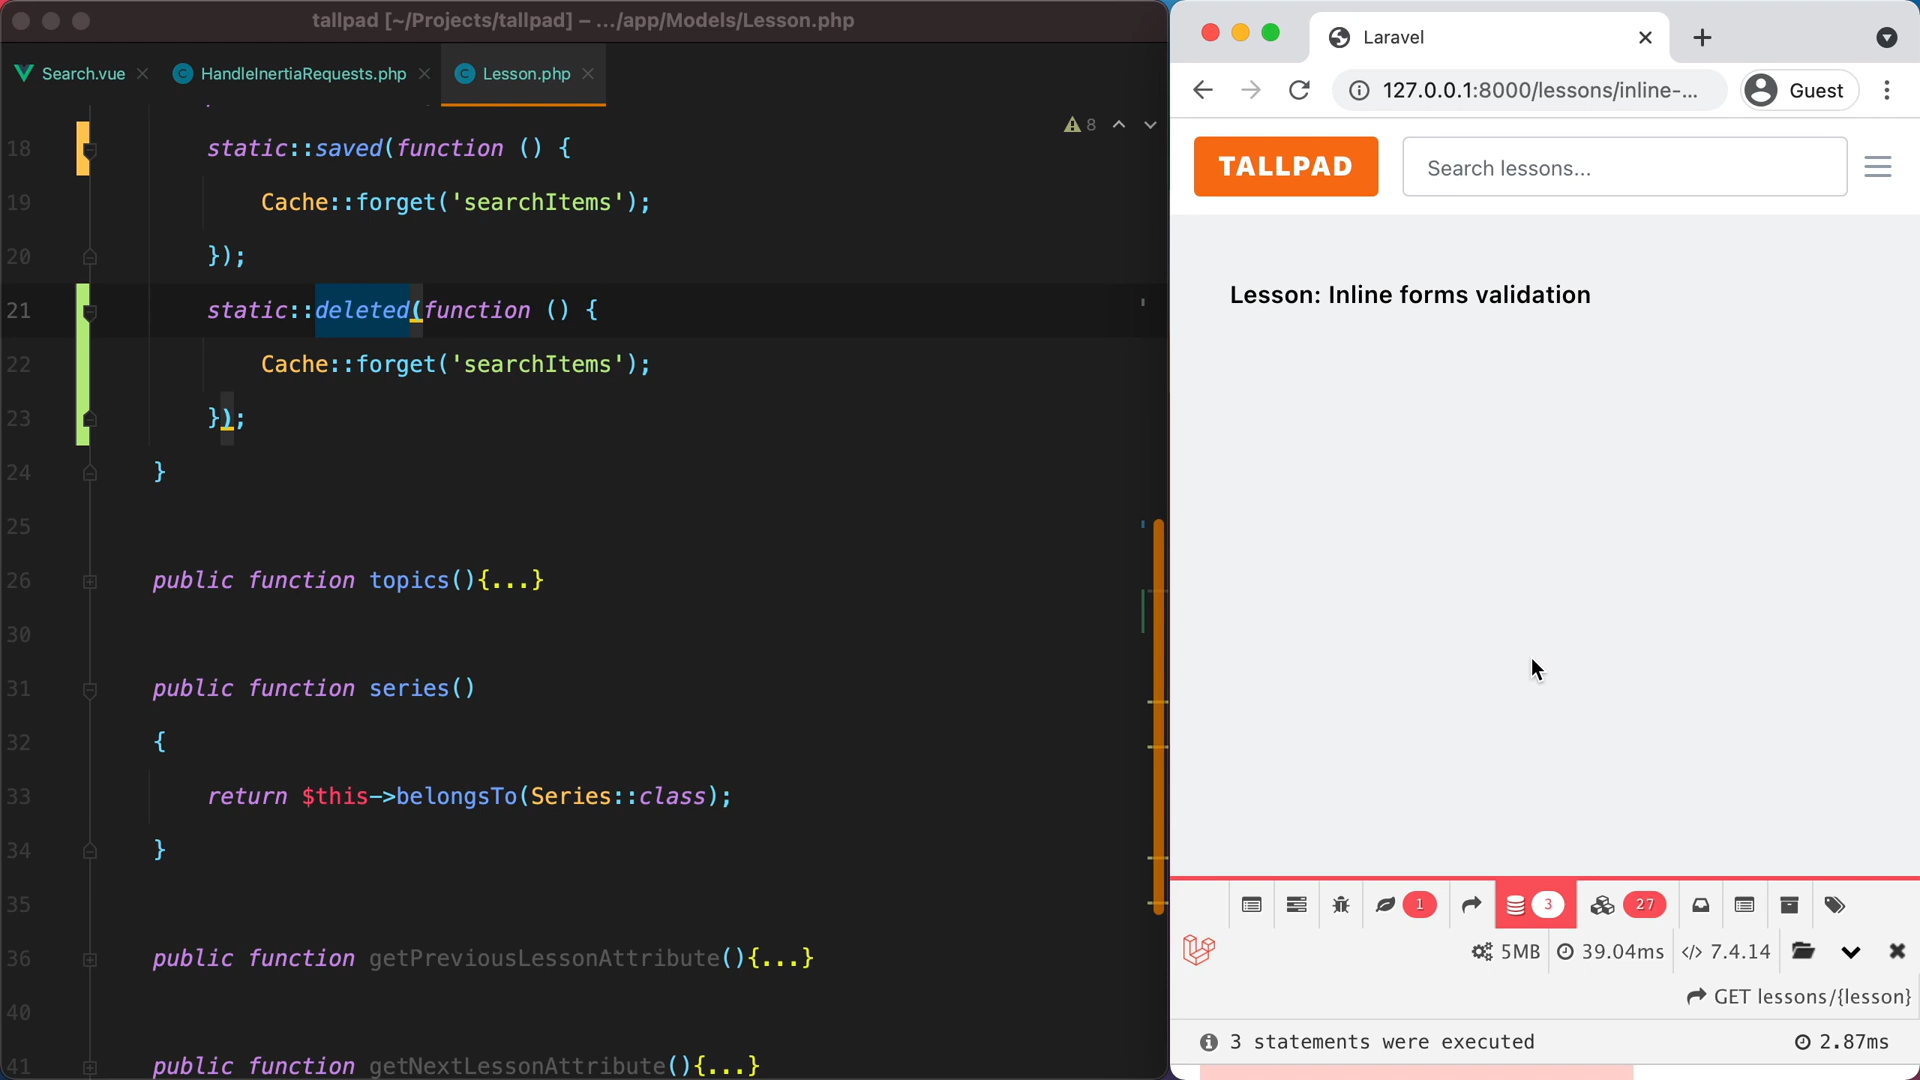 tallpad [~/Projects/tallpad] – .../app/Models/Lesson.php
Search.vue
HandleInertiaRequests.php
Lesson.php
8
18 static::saved(function () {
19 Cache::forget('searchItems');
20 });
21 static::deleted(function () {
22 Cache::forget('searchItems');
23 });
24 }
25
26 public function topics(){...}
30
31 public function series()
32 {
33 return $this->belongsTo(Series::class);
34 }
35
36 public function getPreviousLessonAttribute(){...}
40
41 public function getNextLessonAttribute(){...}
Laravel
127.0.0.1:8000/lessons/inline-...
Guest
TALLPAD
Search lessons...
Lesson: Inline forms validation
1
3
27
5MB
39.04ms
7.4.14
GET lessons/{lesson}
3 statements were executed
2.87ms